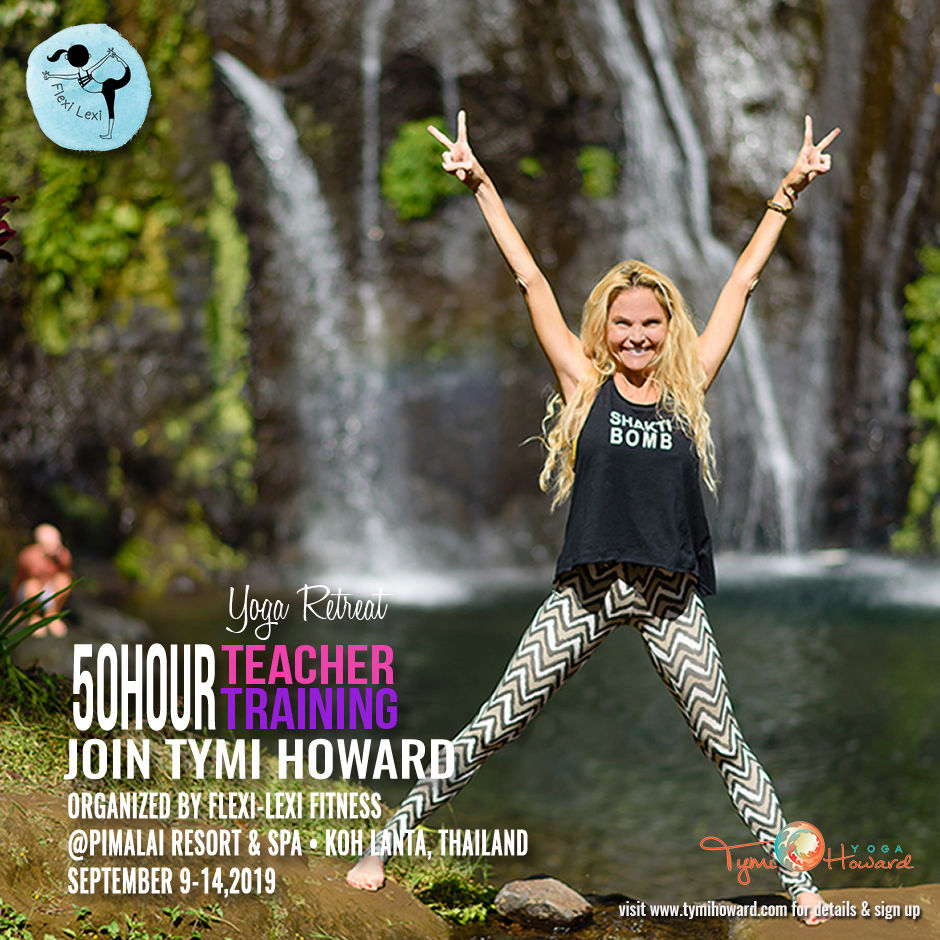 Flexi Lexi
SHAKTI
BOMB
Yoga Retreat
50HOUR TEACHER
TRAINING
JOIN TYMI HOWARD
ORGANIZED BY FLEXI-LEXI FITNESS
@PIMALAI RESORT & SPA • KOH LANTA, THAILAND
SEPTEMBER 9-14,2019
YOGA
Tymi Howard
visit www.tymihoward.com for details & sign up